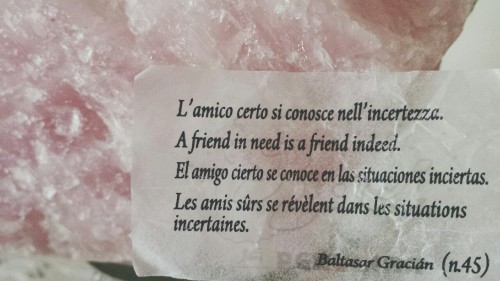 L'amico certo si conosce nell'incertezza.
A friend in need is a friend indeed.
El amigo cierto se conoce en las situaciones inciertas.
Les amis sûrs se révèlent dans les situations
incertaines.
Baltasar Gracián (n.45)